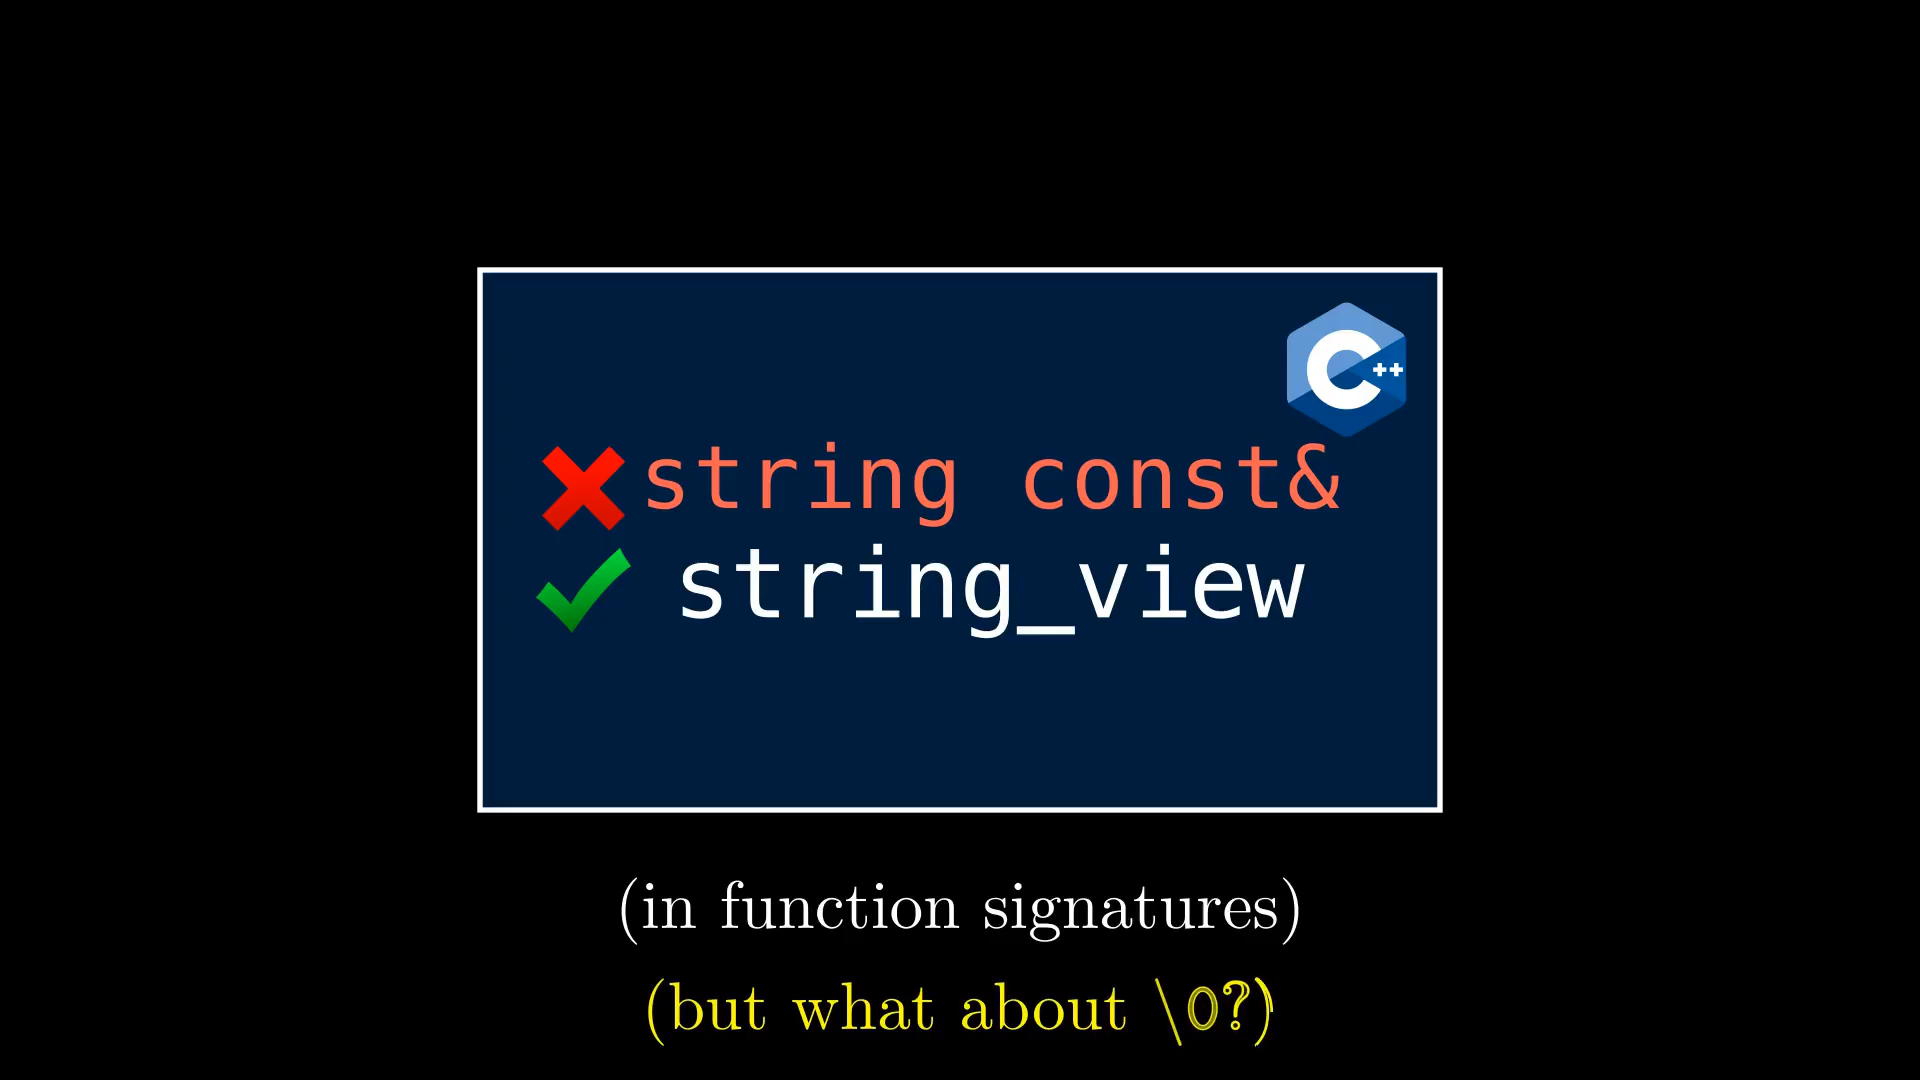 C++
string const&
string_view
(in function signatures)
(but what about \0?)